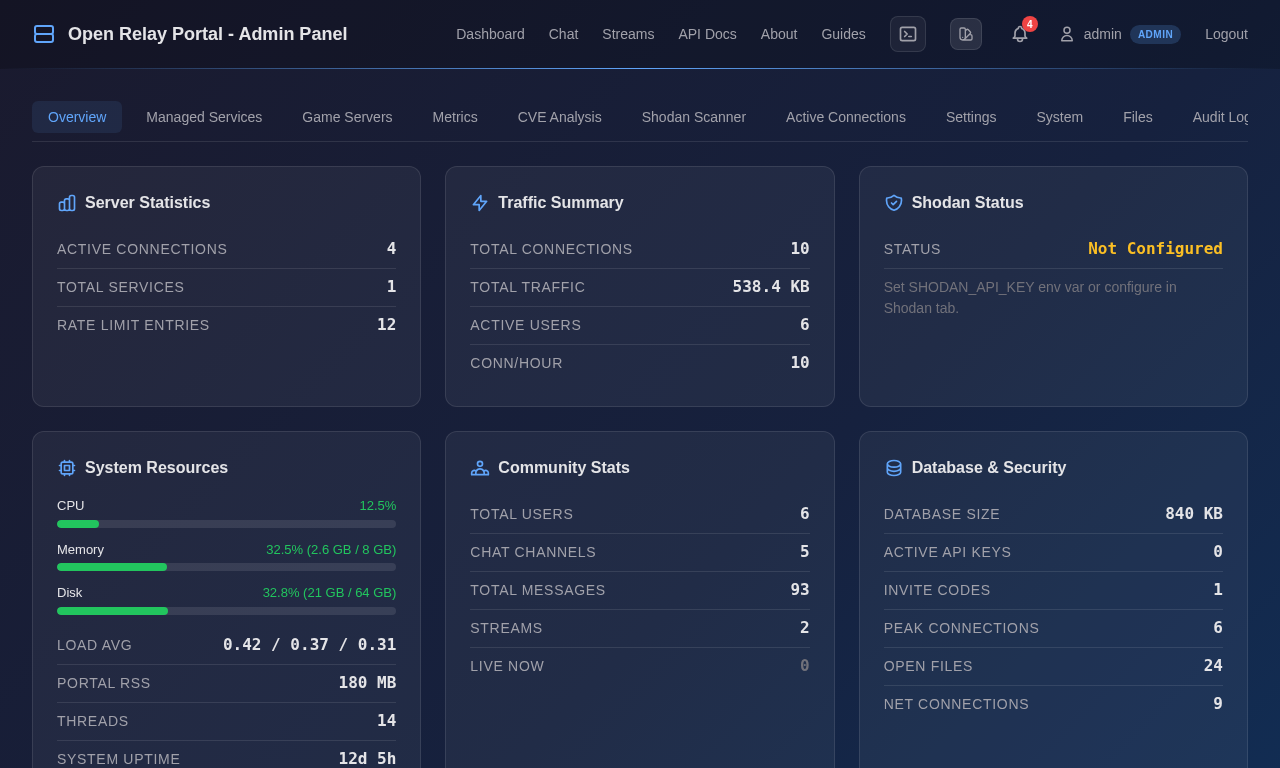 Open Relay Portal - Admin Panel
Dashboard Chat Streams API Docs About Guides 4 admin ADMIN Logout
Overview Managed Services Game Servers Metrics CVE Analysis Shodan Scanner Active Connections Settings System Files Audit Log
Server Statistics
ACTIVE CONNECTIONS 4
TOTAL SERVICES 1
RATE LIMIT ENTRIES 12
Traffic Summary
TOTAL CONNECTIONS 10
TOTAL TRAFFIC 538.4 KB
ACTIVE USERS 6
CONN/HOUR 10
Shodan Status
STATUS Not Configured
Set SHODAN_API_KEY env var or configure in
Shodan tab.
System Resources
CPU 12.5%
Memory 32.5% (2.6 GB / 8 GB)
Disk 32.8% (21 GB / 64 GB)
LOAD AVG 0.42 / 0.37 / 0.31
PORTAL RSS 180 MB
THREADS 14
SYSTEM UPTIME 12d 5h
Community Stats
TOTAL USERS 6
CHAT CHANNELS 5
TOTAL MESSAGES 93
STREAMS 2
LIVE NOW 0
Database & Security
DATABASE SIZE 840 KB
ACTIVE API KEYS 0
INVITE CODES 1
PEAK CONNECTIONS 6
OPEN FILES 24
NET CONNECTIONS 9